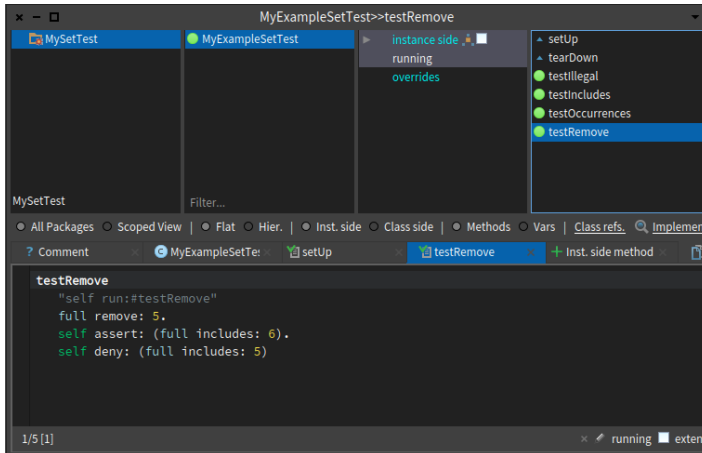 MyExampleSetTest>>testRemove
MySetTest
MyExampleSetTest
instance side
running
overrides
setUp
tearDown
testIllegal
testIncludes
testOccurrences
testRemove
MySetTest
Filter...
All Packages Scoped View | Flat Hier. | Inst. side Class side | Methods Vars | Class refs. Implemen
? Comment MyExampleSetTe: setUp testRemove + Inst. side method
testRemove
"self run:#testRemove"
full remove: 5.
self assert: (full includes: 6).
self deny: (full includes: 5)
1/5 [1] running exten